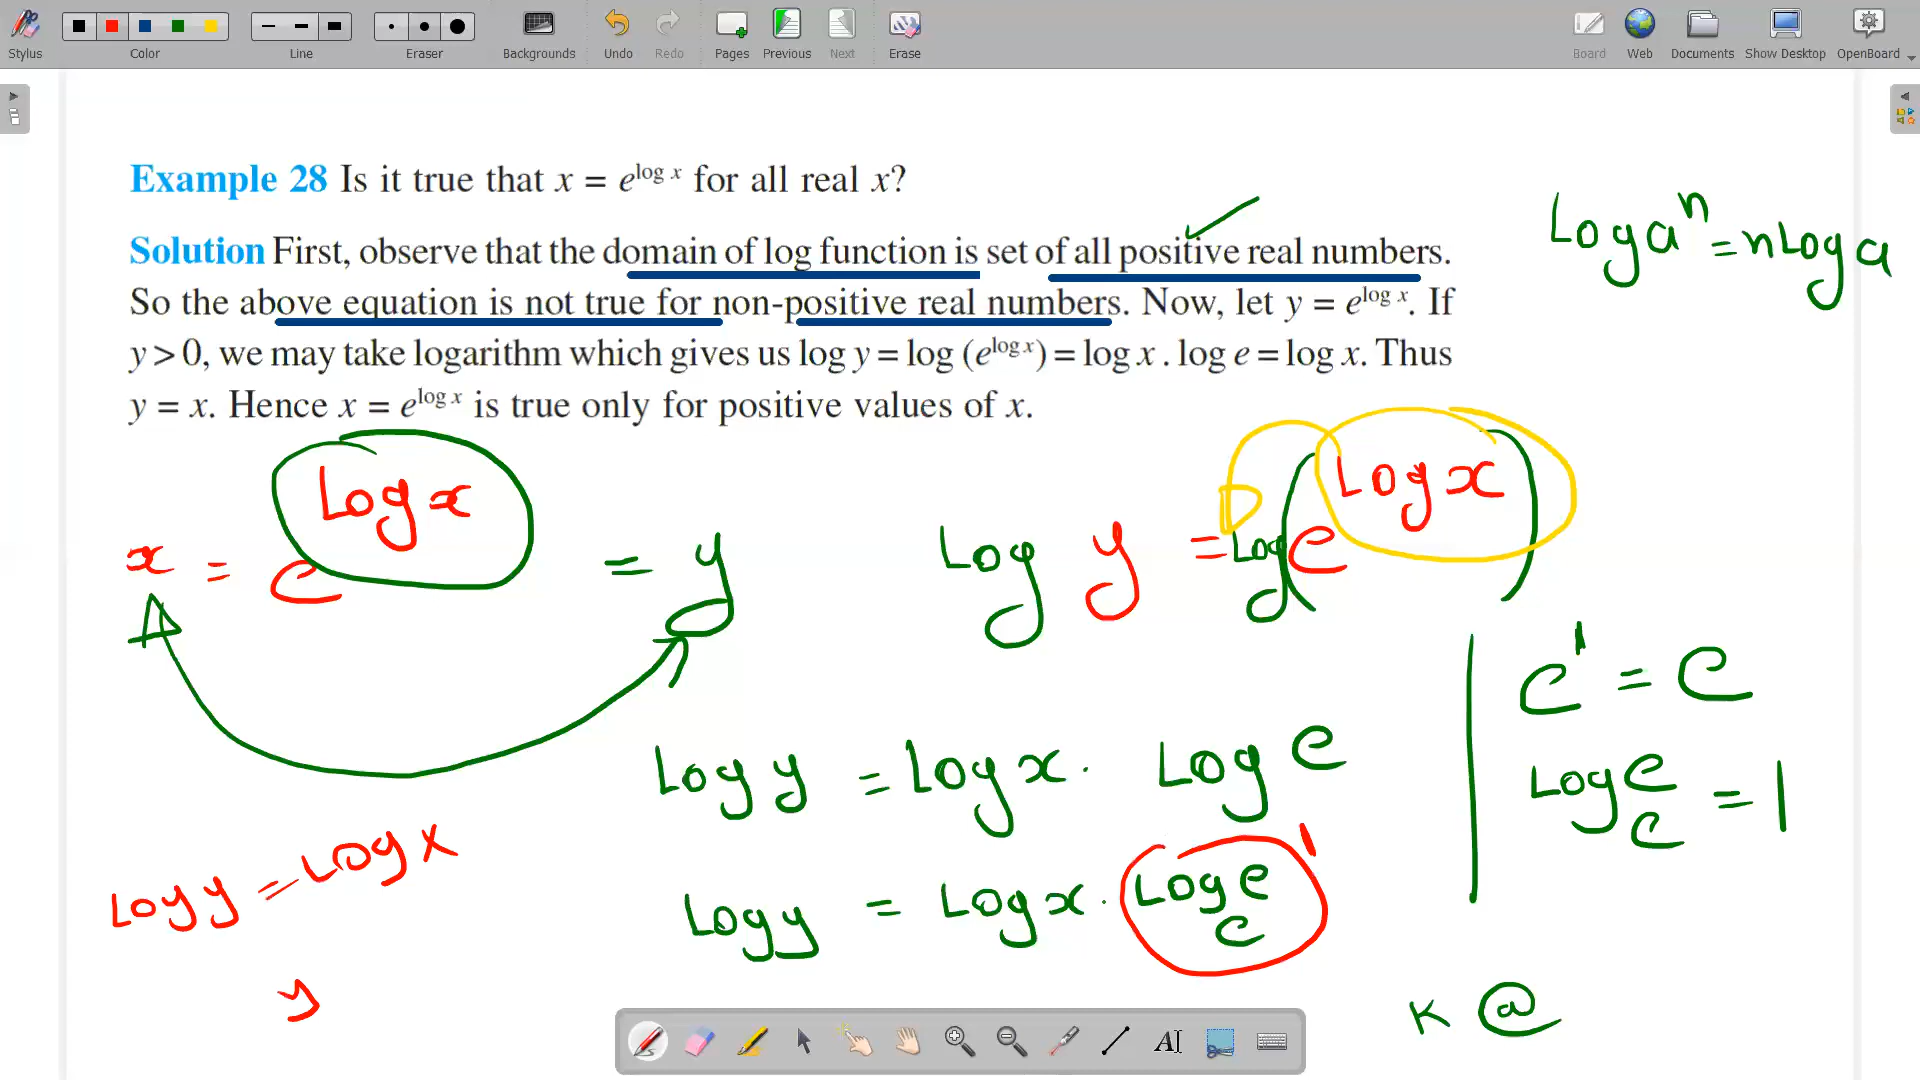 Stylus Color Line Eraser Backgrounds Undo Redo Pages Previous Next Erase Board Web Documents Show Desktop OpenBoard
Example 28 Is it true that x = e^log x for all real x?
Solution First, observe that the domain of log function is set of all positive real numbers.
So the above equation is not true for non-positive real numbers. Now, let y = e^log x. If
y > 0, we may take logarithm which gives us log y = log (e^log x) = log x . log e = log x. Thus
y = x. Hence x = e^log x is true only for positive values of x.
Log a^n = n Log a
x = e^Log x = y
Log y = Log(e^Log x)
e^1 = e
Log y = Log x . Log e
Log_e e = 1
Log y = Log x
Log y = Log x . Log_e e 1
y
K @